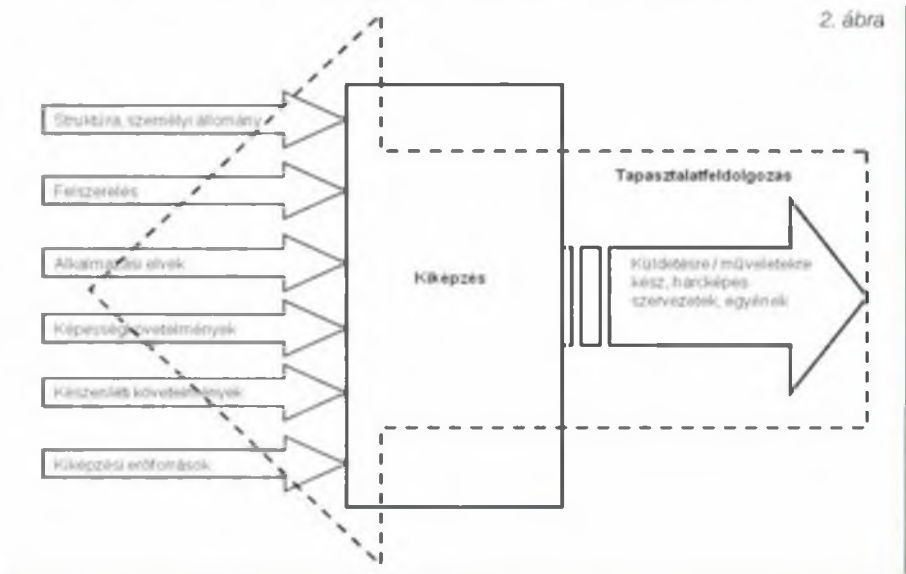 2. ábra
Struktúra, személyi állomány
Felszerelés
Alkalmazási elvek
Képességkövetelmények
Készenléti követelmények
Kiképzési erőforrások
Kiképzés
Tapasztalatfeldolgozás
Küldetésre / műveletekre
kész, harcképes
szervezetek, egyének